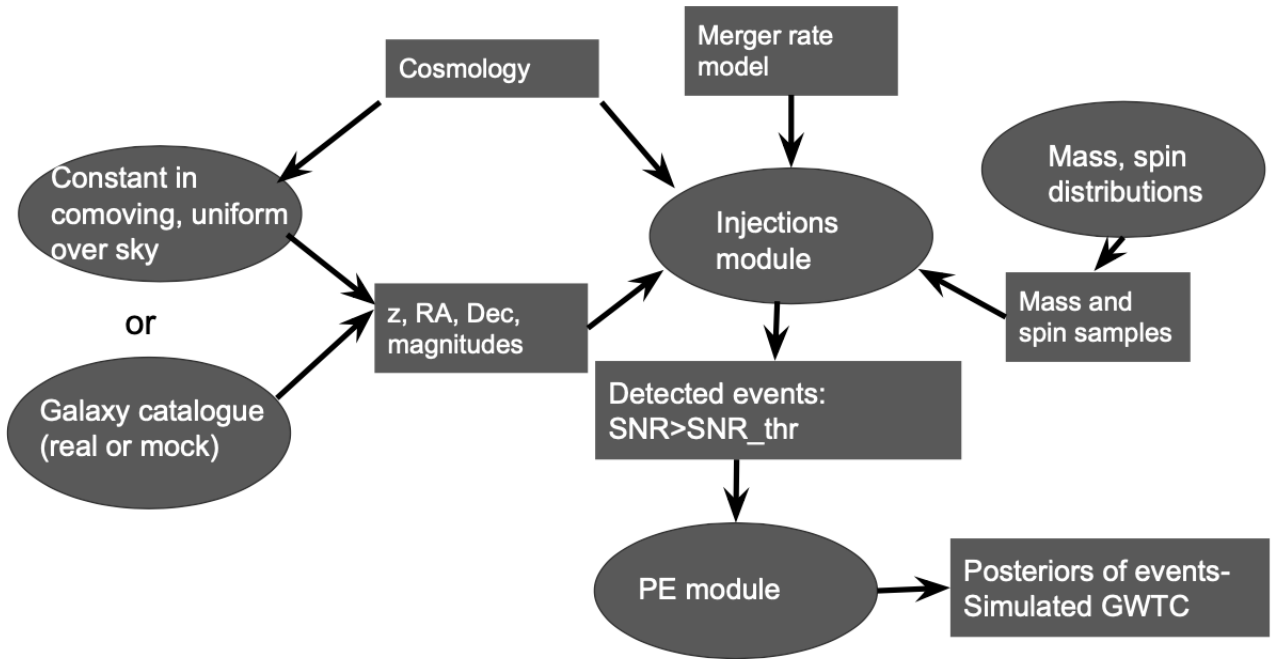 Merger rate
model
Cosmology
Constant in
comoving, uniform
over sky
Mass, spin
distributions
Injections
module
or
z, RA, Dec,
magnitudes
Mass and
spin samples
Galaxy catalogue
(real or mock)
Detected events:
SNR>SNR_thr
PE module
Posteriors of events-
Simulated GWTC